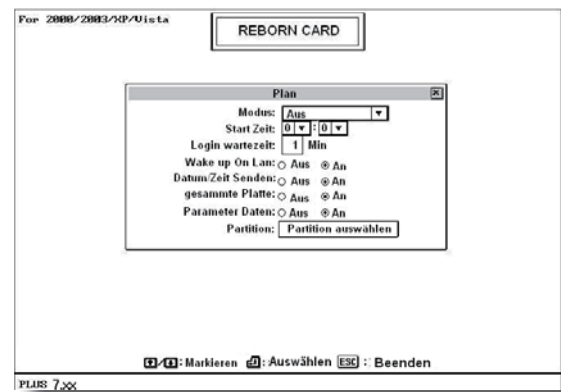 For 2000/2003/XP/Vista
REBORN CARD
Plan
Modus: Aus
Start Zeit: 0 : 0
Login wartezeit: 1 Min
Wake up On Lan: Aus An
Datum/Zeit Senden: Aus An
gesammte Platte: Aus An
Parameter Daten: Aus An
Partition: Partition auswählen
/ : Markieren : Auswählen ESC : Beenden
PLUS 7.xx